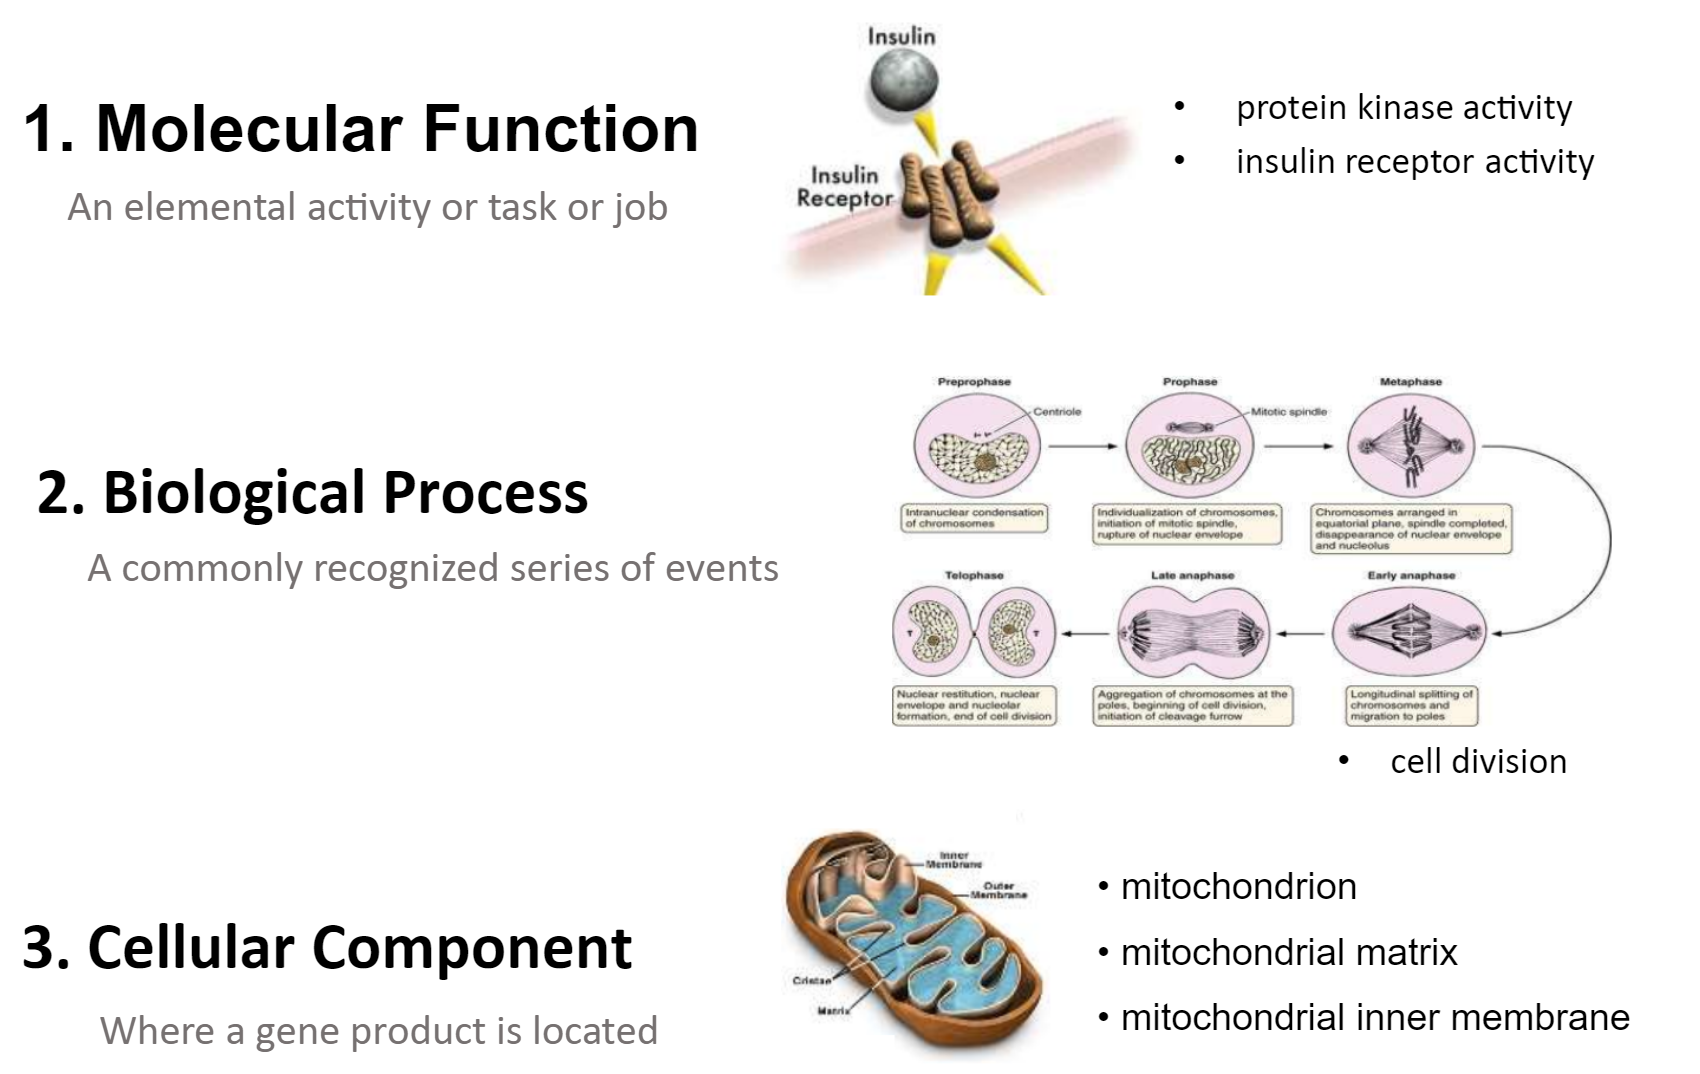 1. Molecular Function
An elemental activity or task or job
Insulin
Insulin
Receptor
• protein kinase activity
• insulin receptor activity
2. Biological Process
A commonly recognized series of events
Preprophase
Centriole
Intranuclear condensation
of chromosomes
Prophase
Mitotic spindle
Individualization of chromosomes,
initiation of mitotic spindle,
rupture of nuclear envelope
Metaphase
Chromosomes arranged in
equatorial plane, spindle completed,
disappearance of nuclear envelope
and nucleolus
Telophase
Nuclear restitution, nuclear
envelope and nucleolar
formation, end of cell division
Late anaphase
Aggregation of chromosomes at the
poles, beginning of cell division,
initiation of cleavage furrow
Early anaphase
Longitudinal splitting of
chromosomes and
migration to poles
• cell division
3. Cellular Component
Where a gene product is located
Inner
Membrane
Outer
Membrane
Cristae
Matrix
• mitochondrion
• mitochondrial matrix
• mitochondrial inner membrane